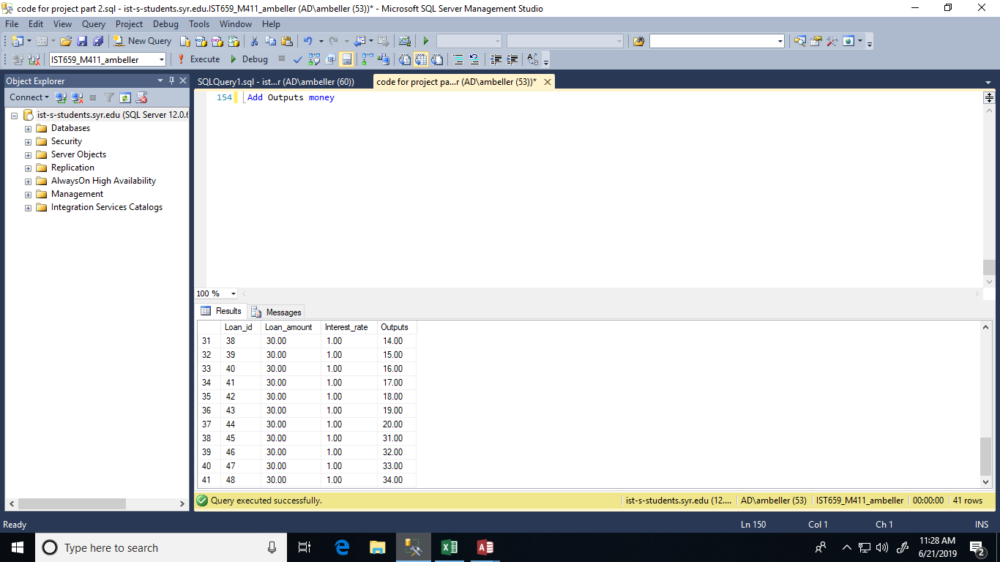 code for project part 2.sql - ist-s-students.syr.edu.IST659_M411_ambeller (AD\ambeller (53))* - Microsoft SQL Server Management Studio
File Edit View Query Project Debug Tools Window Help
New Query
IST659_M411_ambeller Execute Debug
Object Explorer
SQLQuery1.sql - ist...r (AD\ambeller (60)) code for project pa...r (AD\ambeller (53))*
Connect
ist-s-students.syr.edu (SQL Server 12.0.6
Databases
Security
Server Objects
Replication
AlwaysOn High Availability
Management
Integration Services Catalogs
154 Add Outputs money
100 %
Results Messages
Loan_id Loan_amount Interest_rate Outputs
31 38 30.00 1.00 14.00
32 39 30.00 1.00 15.00
33 40 30.00 1.00 16.00
34 41 30.00 1.00 17.00
35 42 30.00 1.00 18.00
36 43 30.00 1.00 19.00
37 44 30.00 1.00 20.00
38 45 30.00 1.00 31.00
39 46 30.00 1.00 32.00
40 47 30.00 1.00 33.00
41 48 30.00 1.00 34.00
Query executed successfully. ist-s-students.syr.edu (12.... AD\ambeller (53) IST659_M411_ambeller 00:00:00 41 rows
Ready Ln 150 Col 1 Ch 1 INS
Type here to search
11:28 AM
6/21/2019
2